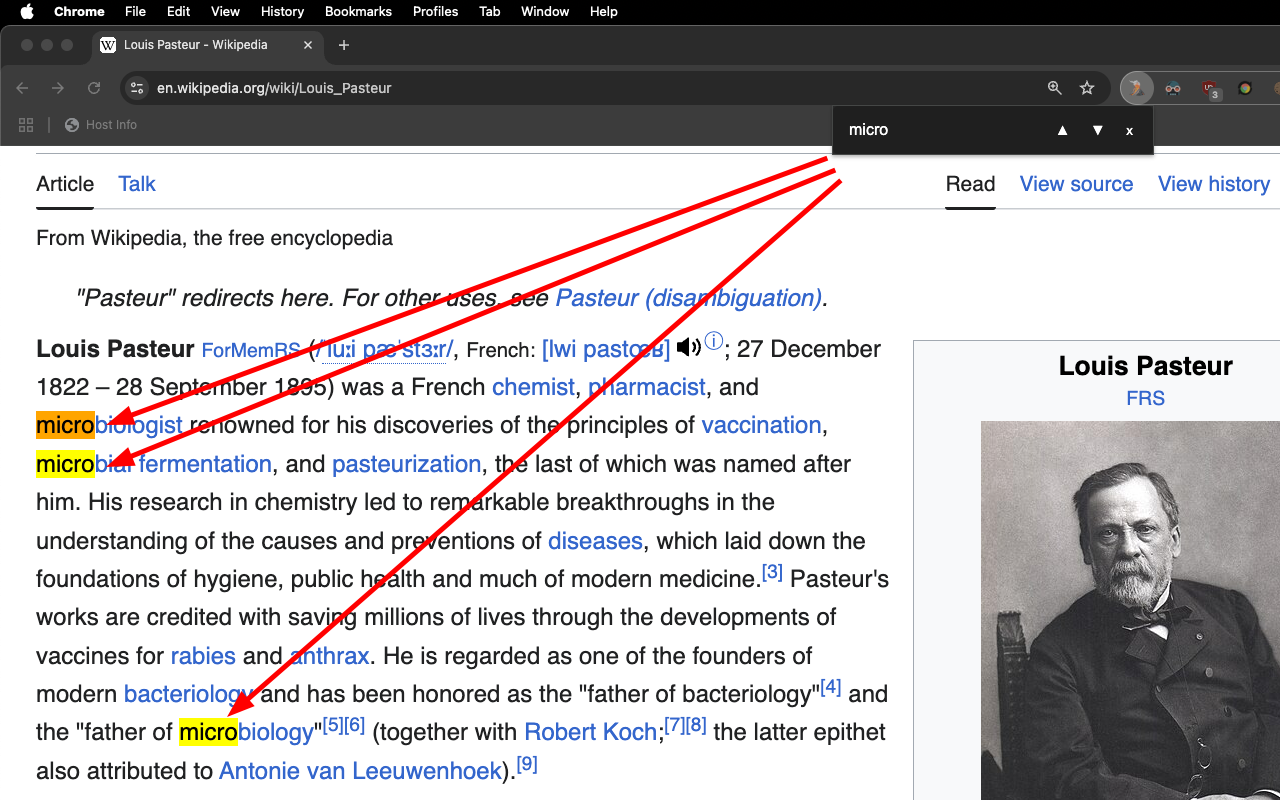 Chrome File Edit View History Bookmarks Profiles Tab Window Help
W Louis Pasteur - Wikipedia × +
en.wikipedia.org/wiki/Louis_Pasteur 3
Host Info
micro ▲ ▼ x
Article Talk Read View source View history
From Wikipedia, the free encyclopedia
"Pasteur" redirects here. For other uses, see Pasteur (disambiguation).
Louis Pasteur ForMemRS (/ˈluːi pæˈstɜːr/, French: [lwi pastœʁ] ; 27 December
1822 – 28 September 1895) was a French chemist, pharmacist, and
microbiologist renowned for his discoveries of the principles of vaccination,
microbial fermentation, and pasteurization, the last of which was named after
him. His research in chemistry led to remarkable breakthroughs in the
understanding of the causes and preventions of diseases, which laid down the
foundations of hygiene, public health and much of modern medicine.[3] Pasteur's
works are credited with saving millions of lives through the developments of
vaccines for rabies and anthrax. He is regarded as one of the founders of
modern bacteriology and has been honored as the "father of bacteriology"[4] and
the "father of microbiology"[5][6] (together with Robert Koch;[7][8] the latter epithet
also attributed to Antonie van Leeuwenhoek).[9]
Louis Pasteur
FRS